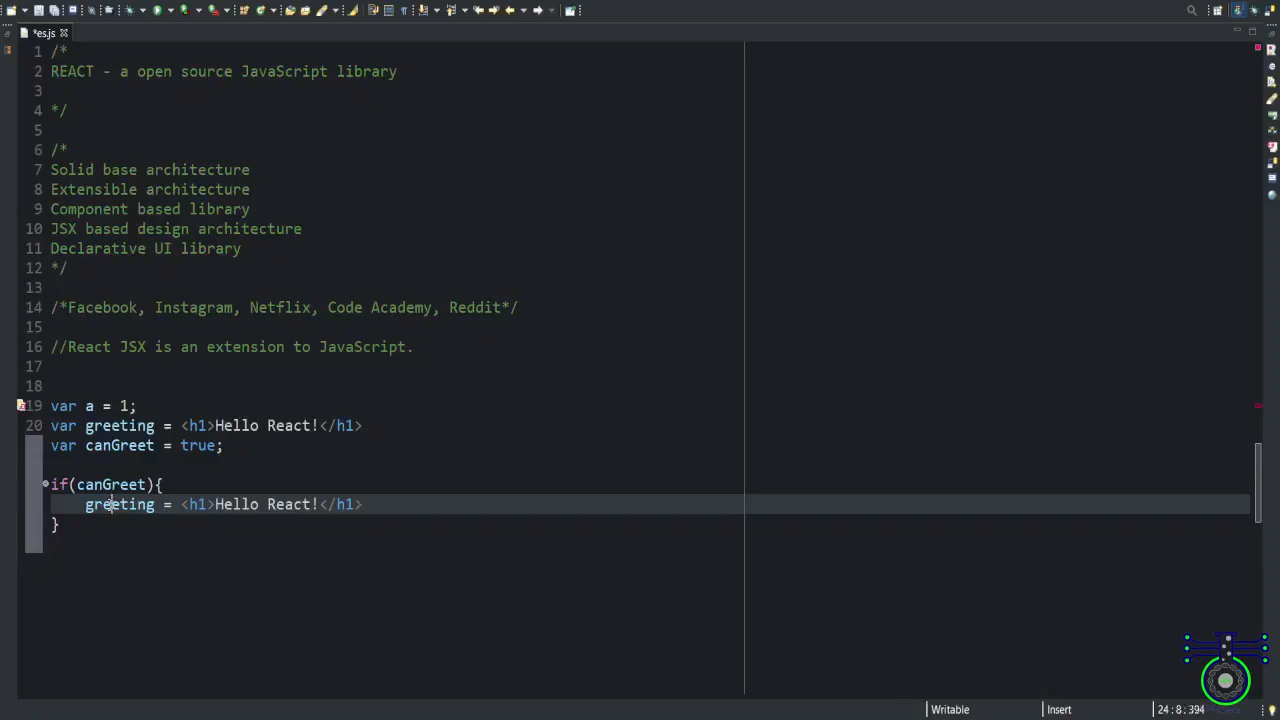 *es.js
1 /*
2 REACT - a open source JavaScript library
3
4 */
5
6 /*
7 Solid base architecture
8 Extensible architecture
9 Component based library
10 JSX based design architecture
11 Declarative UI library
12 */
13
14 /*Facebook, Instagram, Netflix, Code Academy, Reddit*/
15
16 //React JSX is an extension to JavaScript.
17
18
19 var a = 1;
20 var greeting = <h1>Hello React!</h1>
var canGreet = true;
if(canGreet){
greeting = <h1>Hello React!</h1>
}
Writable Insert 24:8:394